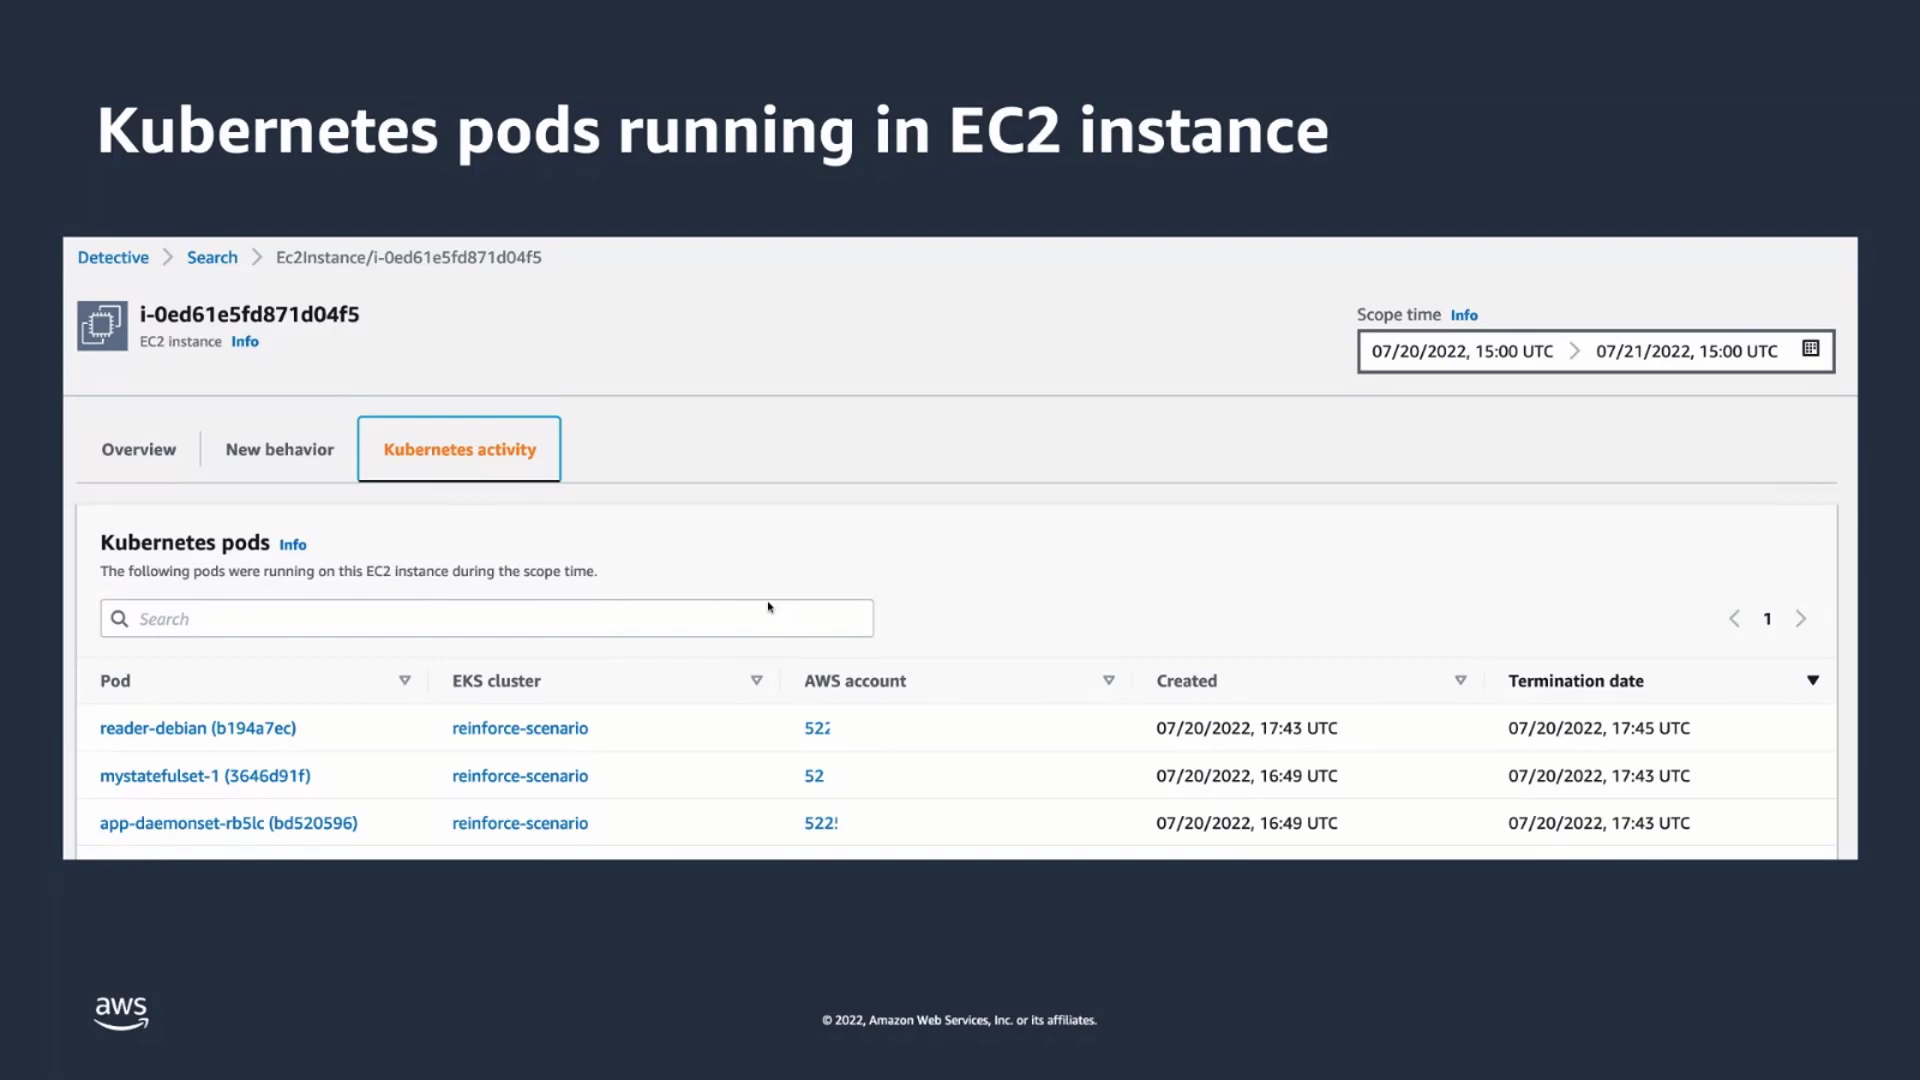 Kubernetes pods running in EC2 instance
Detective > Search > Ec2Instance/i-0ed61e5fd871d04f5
i-0ed61e5fd871d04f5
EC2 instance Info
Scope time Info
07/20/2022, 15:00 UTC > 07/21/2022, 15:00 UTC
Overview New behavior Kubernetes activity
Kubernetes pods Info
The following pods were running on this EC2 instance during the scope time.
Search
< 1 >
Pod EKS cluster AWS account Created Termination date
reader-debian (b194a7ec) reinforce-scenario 522 07/20/2022, 17:43 UTC 07/20/2022, 17:45 UTC
mystatefulset-1 (3646d91f) reinforce-scenario 52 07/20/2022, 16:49 UTC 07/20/2022, 17:43 UTC
app-daemonset-rb5lc (bd520596) reinforce-scenario 522 07/20/2022, 16:49 UTC 07/20/2022, 17:43 UTC
aws
© 2022, Amazon Web Services, Inc. or its affiliates.